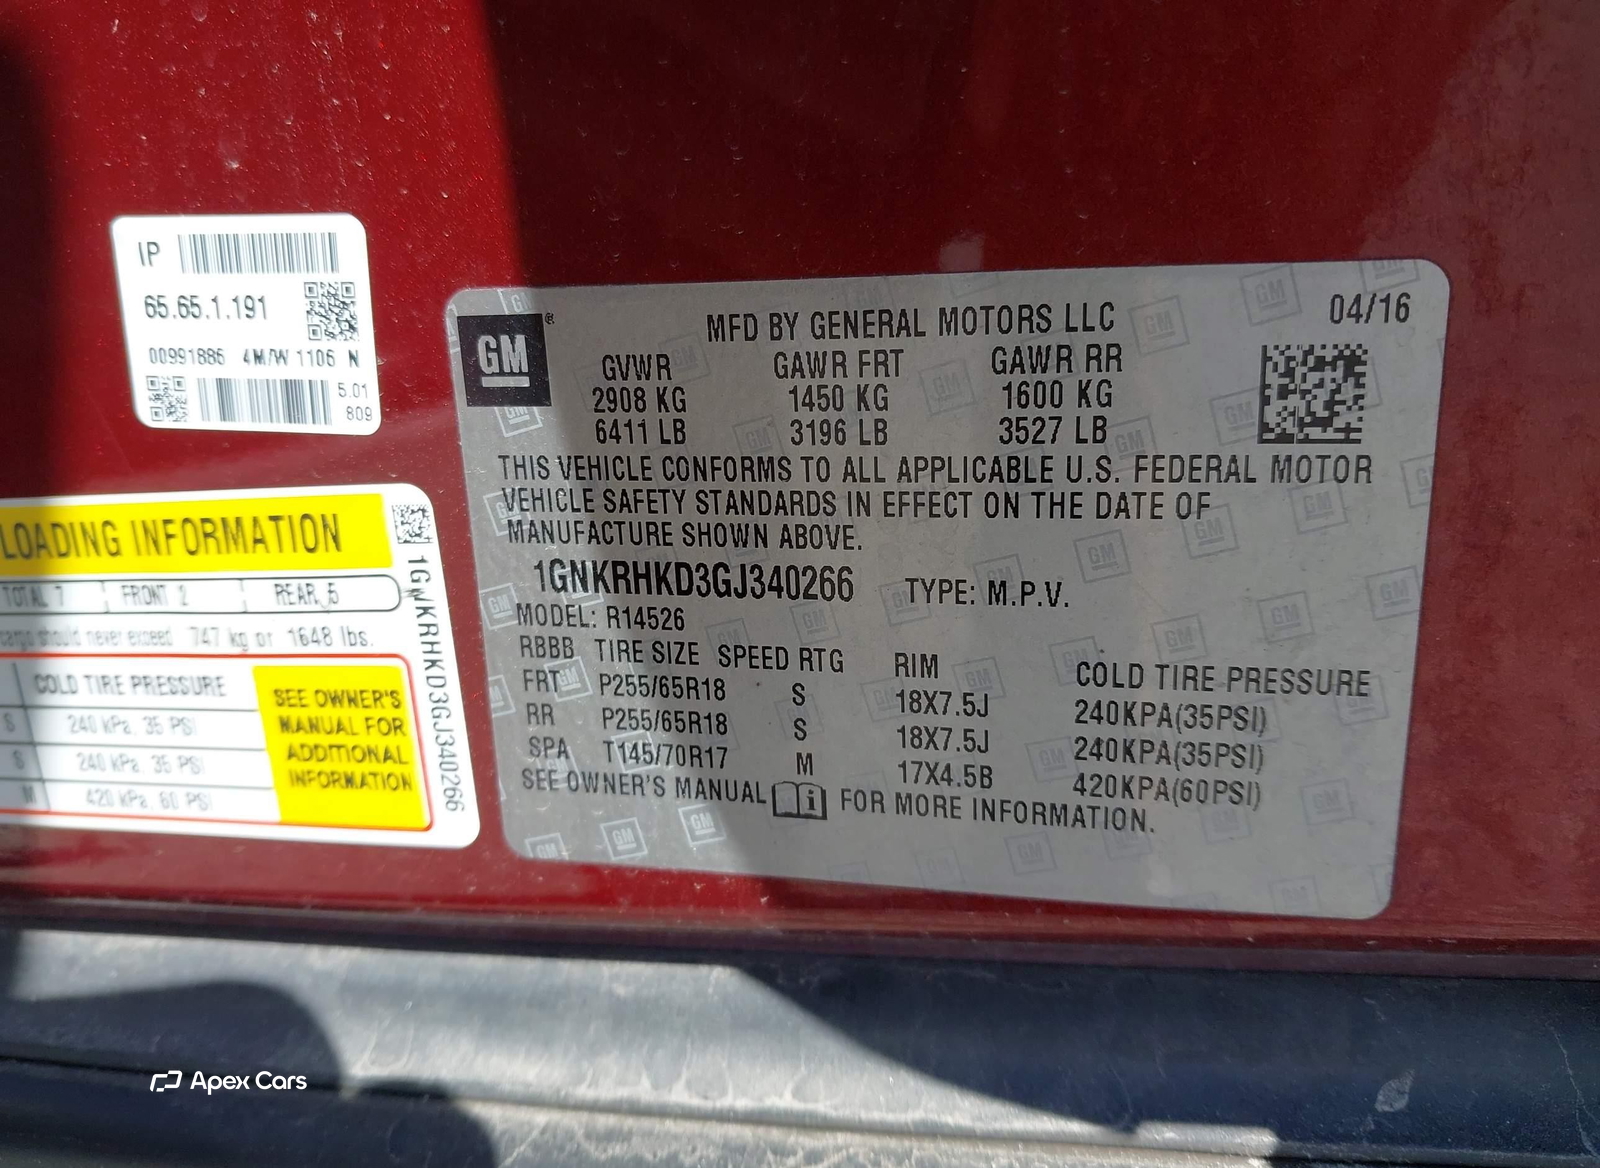 IP
65.65.1.191
00991886 4M/W 1106 N
5.01
809
LOADING INFORMATION
TOTAL 7 FRONT 2 REAR 5
cargo should never exceed 747 kg or 1648 lbs.
COLD TIRE PRESSURE
S 240 kPa, 35 PSI
S 240 kPa, 35 PSI
M 420 kPa, 60 PSI
SEE OWNER'S
MANUAL FOR
ADDITIONAL
INFORMATION
1GNKRHKD3GJ340266
GM
MFD BY GENERAL MOTORS LLC 04/16
GVWR GAWR FRT GAWR RR
2908 KG 1450 KG 1600 KG
6411 LB 3196 LB 3527 LB
THIS VEHICLE CONFORMS TO ALL APPLICABLE U.S. FEDERAL MOTOR
VEHICLE SAFETY STANDARDS IN EFFECT ON THE DATE OF
MANUFACTURE SHOWN ABOVE.
1GNKRHKD3GJ340266 TYPE: M.P.V.
MODEL: R14526
RBBB TIRE SIZE SPEED RTG RIM COLD TIRE PRESSURE
FRT P255/65R18 S 18X7.5J 240KPA(35PSI)
RR P255/65R18 S 18X7.5J 240KPA(35PSI)
SPA T145/70R17 M 17X4.5B 420KPA(60PSI)
SEE OWNER'S MANUAL FOR MORE INFORMATION.
Apex Cars